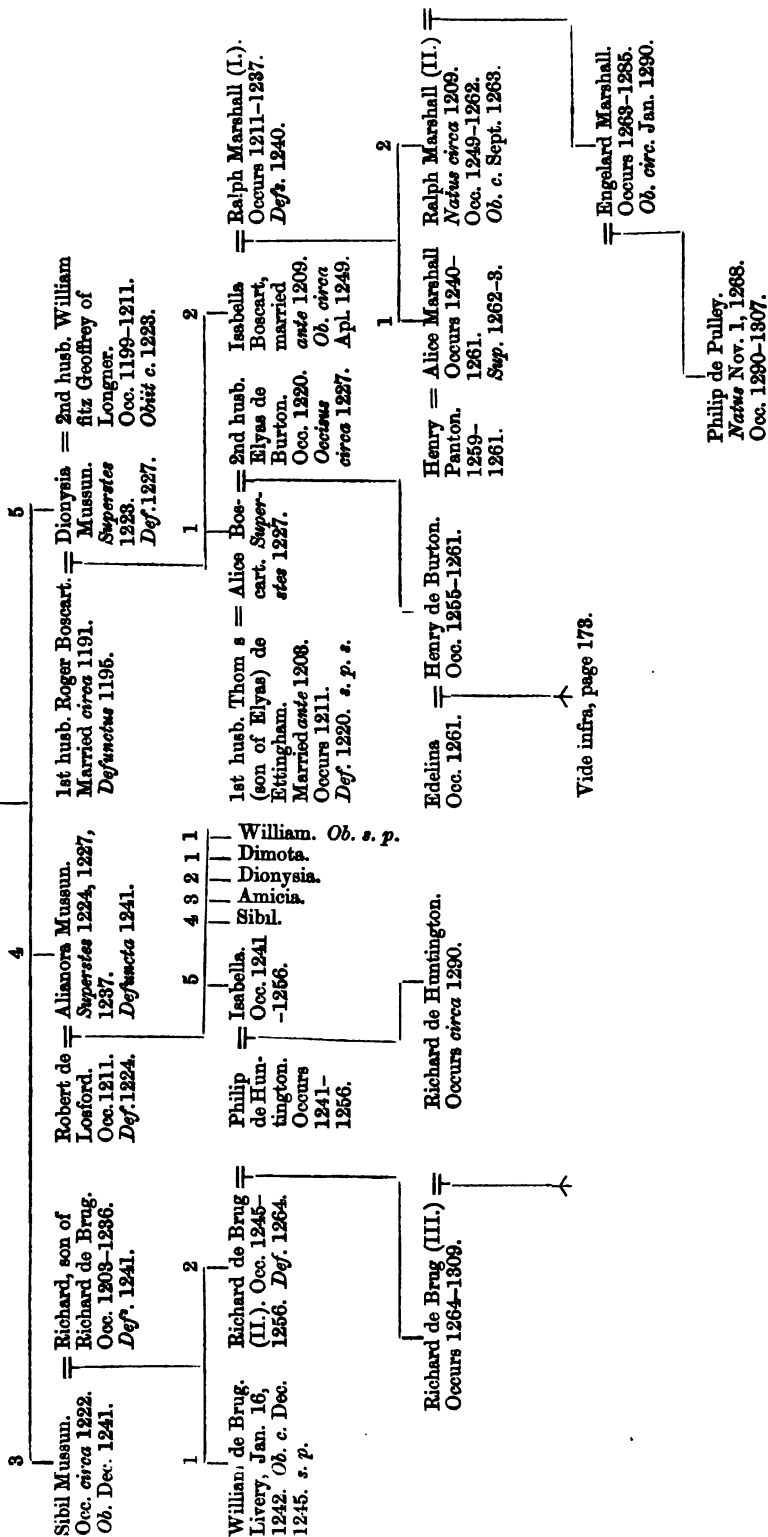 3
4
5
Sibil Mussun.
Occ. circa 1222.
Ob. Dec. 1241.
Richard, son of
Richard de Brug.
Occ. 1203–1236.
Deft. 1241.
Robert de
Losford.
Occ. 1211.
Def. 1224.
Alianora Mussun.
Superstes 1224, 1227,
1237.
Defuncta 1241.
1st husb. Roger Boscart.
Married circa 1191.
Defunctus 1195.
Dionysia
Mussun.
Superstes
1223.
Def. 1227.
2nd husb. William
fitz Geoffrey of
Longner.
Occ. 1199–1211.
Obiit c. 1223.
1
2
5
4
3
2
1
1
1
2
William de Brug.
Livery, Jan. 16,
1242. Ob. c. Dec.
1245. s. p.
Richard de Brug
(II.). Occ. 1245–
1256. Def. 1264.
Philip
de Hun-
tington.
Occurs
1241–
1256.
Isabella.
Occ. 1241
–1256.
Sibil.
Amicia.
Dionysia.
Dimota.
William. Ob. s. p.
1st husb. Thom s
(son of Elyas) de
Ettingham.
Married ante 1208.
Occurs 1211.
Def. 1220. s. p. s.
Alice Bos-
cart. Super-
stes 1227.
2nd husb.
Elyas de
Burton.
Occ. 1220.
Occisus
circa 1227.
Isabella
Boscart,
married
ante 1209.
Ob. circa
Apl. 1249.
Ralph Marshall (I.).
Occurs 1211–1237.
Deft. 1240.
1
2
Richard de Brug (III.)
Occurs 1264–1309.
Richard de Huntington.
Occurs circa 1290.
Edelina
Occ. 1261.
Henry de Burton.
Occ. 1255–1261.
Henry
Panton.
1259–
1261.
Alice Marshall
Occurs 1240–
1261.
Sup. 1262–3.
Ralph Marshall (II.)
Natus circa 1209.
Occ. 1249–1262.
Ob. c. Sept. 1263.
Vide infra, page 173.
Engelard Marshall.
Occurs 1263–1285.
Ob. circ. Jan. 1290.
Philip de Pulley.
Natus Nov. 1, 1268.
Occ. 1290–1307.